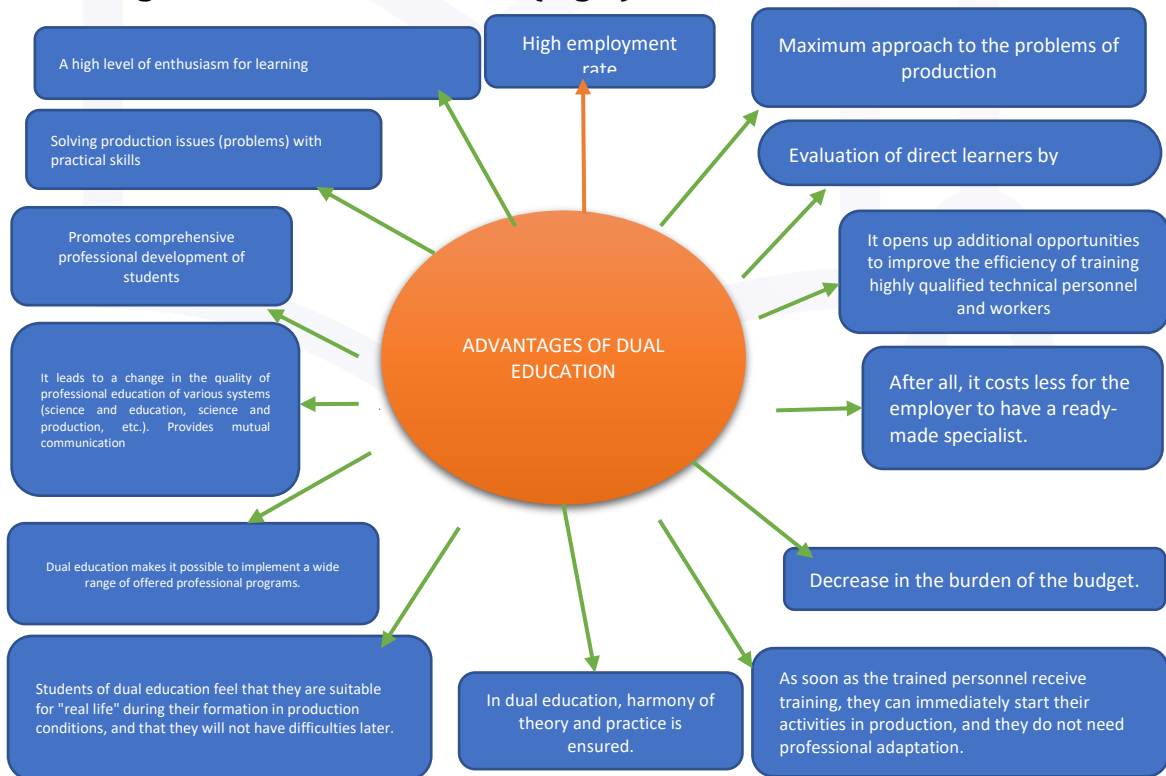 High employment
rate
A high level of enthusiasm for learning
Maximum approach to the problems of
production
Solving production issues (problems) with
practical skills
Evaluation of direct learners by
Promotes comprehensive
professional development of
students
It opens up additional opportunities
to improve the efficiency of training
highly qualified technical personnel
and workers
ADVANTAGES OF DUAL
EDUCATION
It leads to a change in the quality of
professional education of various systems
(science and education, science and
production, etc.). Provides mutual
communication
After all, it costs less for the
employer to have a ready-
made specialist.
Dual education makes it possible to implement a wide
range of offered professional programs.
Decrease in the burden of the budget.
Students of dual education feel that they are suitable
for "real life" during their formation in production
conditions, and that they will not have difficulties later.
In dual education, harmony of
theory and practice is
ensured.
As soon as the trained personnel receive
training, they can immediately start their
activities in production, and they do not need
professional adaptation.